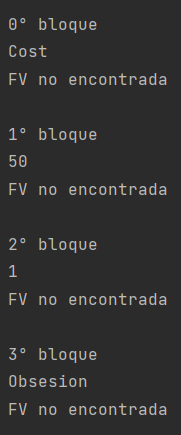 0° bloque
Cost
FV no encontrada
1° bloque
50
FV no encontrada
2° bloque
1
FV no encontrada
3° bloque
Obsesion
FV no encontrada